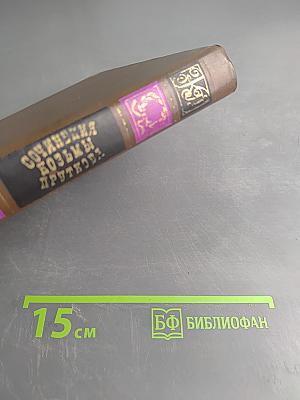 СОЧИНЕНИЯ
КОЗЬМЫ
ПРУТКОВА
15 см
БФ БИБЛИОФАН